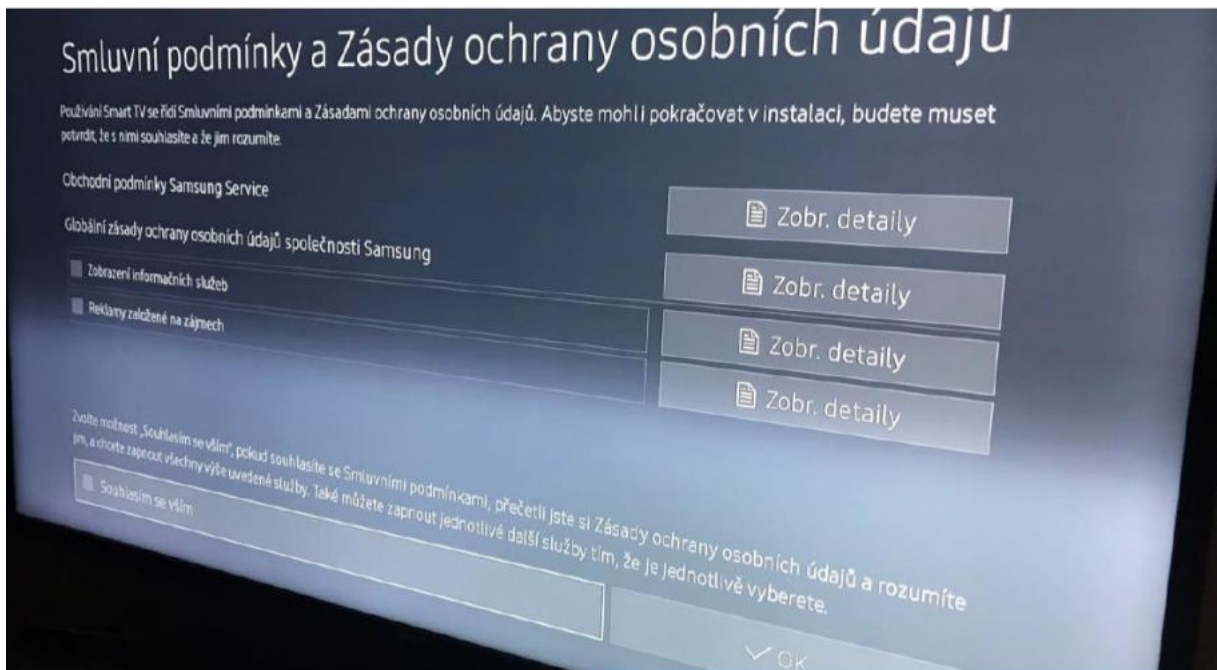 Smluvní podmínky a Zásady ochrany osobních údajů
Používání Smart TV se řídí Smluvními podmínkami a Zásadami ochrany osobních údajů. Abyste mohli pokračovat v instalaci, budete muset
potvrdit, že s nimi souhlasíte a že jim rozumíte.
Obchodní podmínky Samsung Service
Zobr. detaily
Globální zásady ochrany osobních údajů společnosti Samsung
Zobr. detaily
Zobrazení informačních služeb
Zobr. detaily
Reklamy založené na zájmech
Zobr. detaily
Zvolte možnost „Souhlasím se vším“, pokud souhlasíte se Smluvními podmínkami, přečetli jste si Zásady ochrany osobních údajů a rozumíte
jim, a chcete zapnout všechny výše uvedené služby. Také můžete zapnout jednotlivé další služby tím, že je jednotlivě vyberete.
Souhlasím se vším
OK